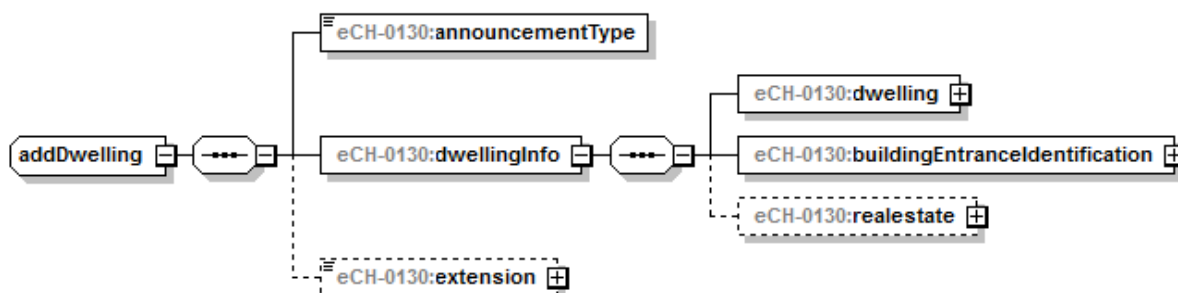 eCH-0130:announcementType
eCH-0130:dwelling
addDwelling
eCH-0130:dwellingInfo
eCH-0130:buildingEntranceIdentification
eCH-0130:realestate
eCH-0130:extension